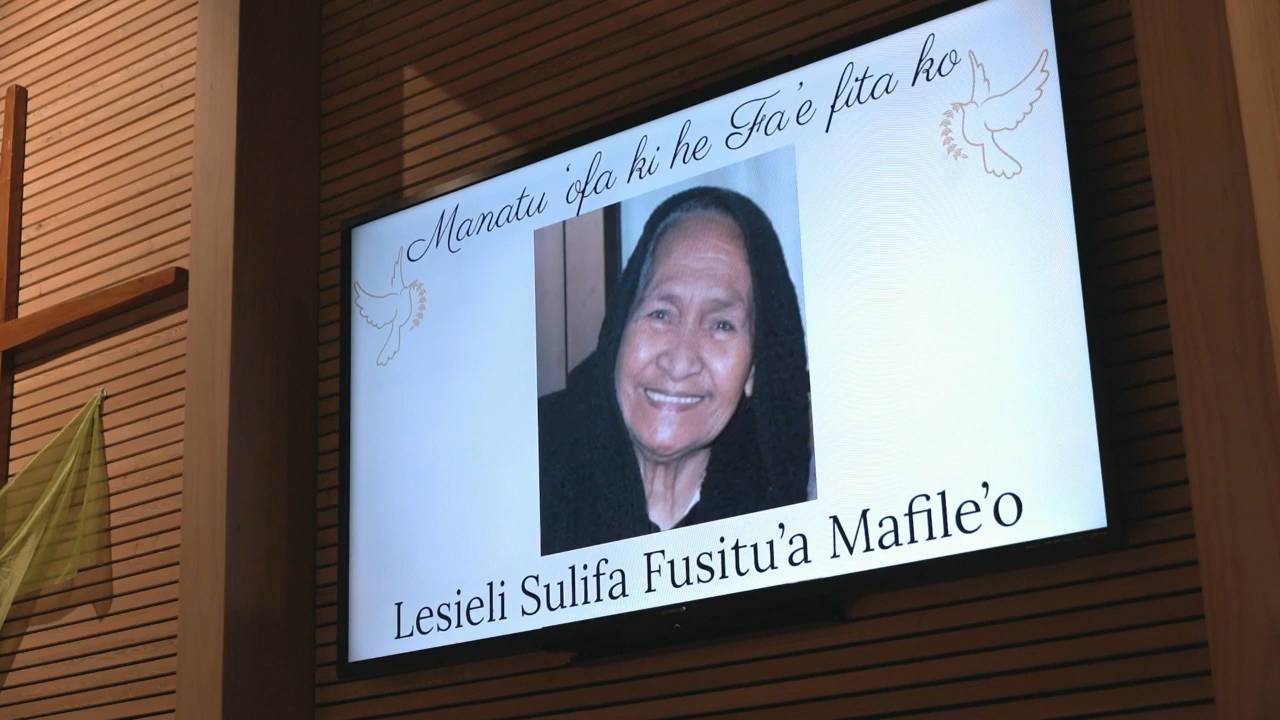 Manatu ‘ofa ki he Fa’e fita ko
Lesieli Sulifa Fusitu’a Mafile’o